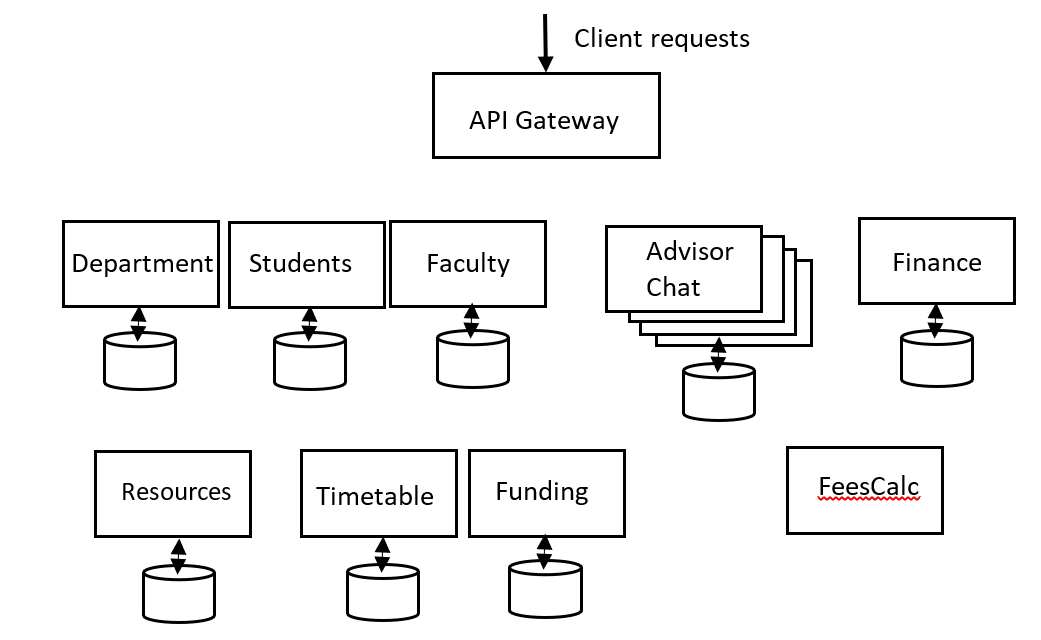 Client requests
API Gateway
Department
Students
Faculty
Advisor
Chat
Finance
Resources
Timetable
Funding
FeesCalc